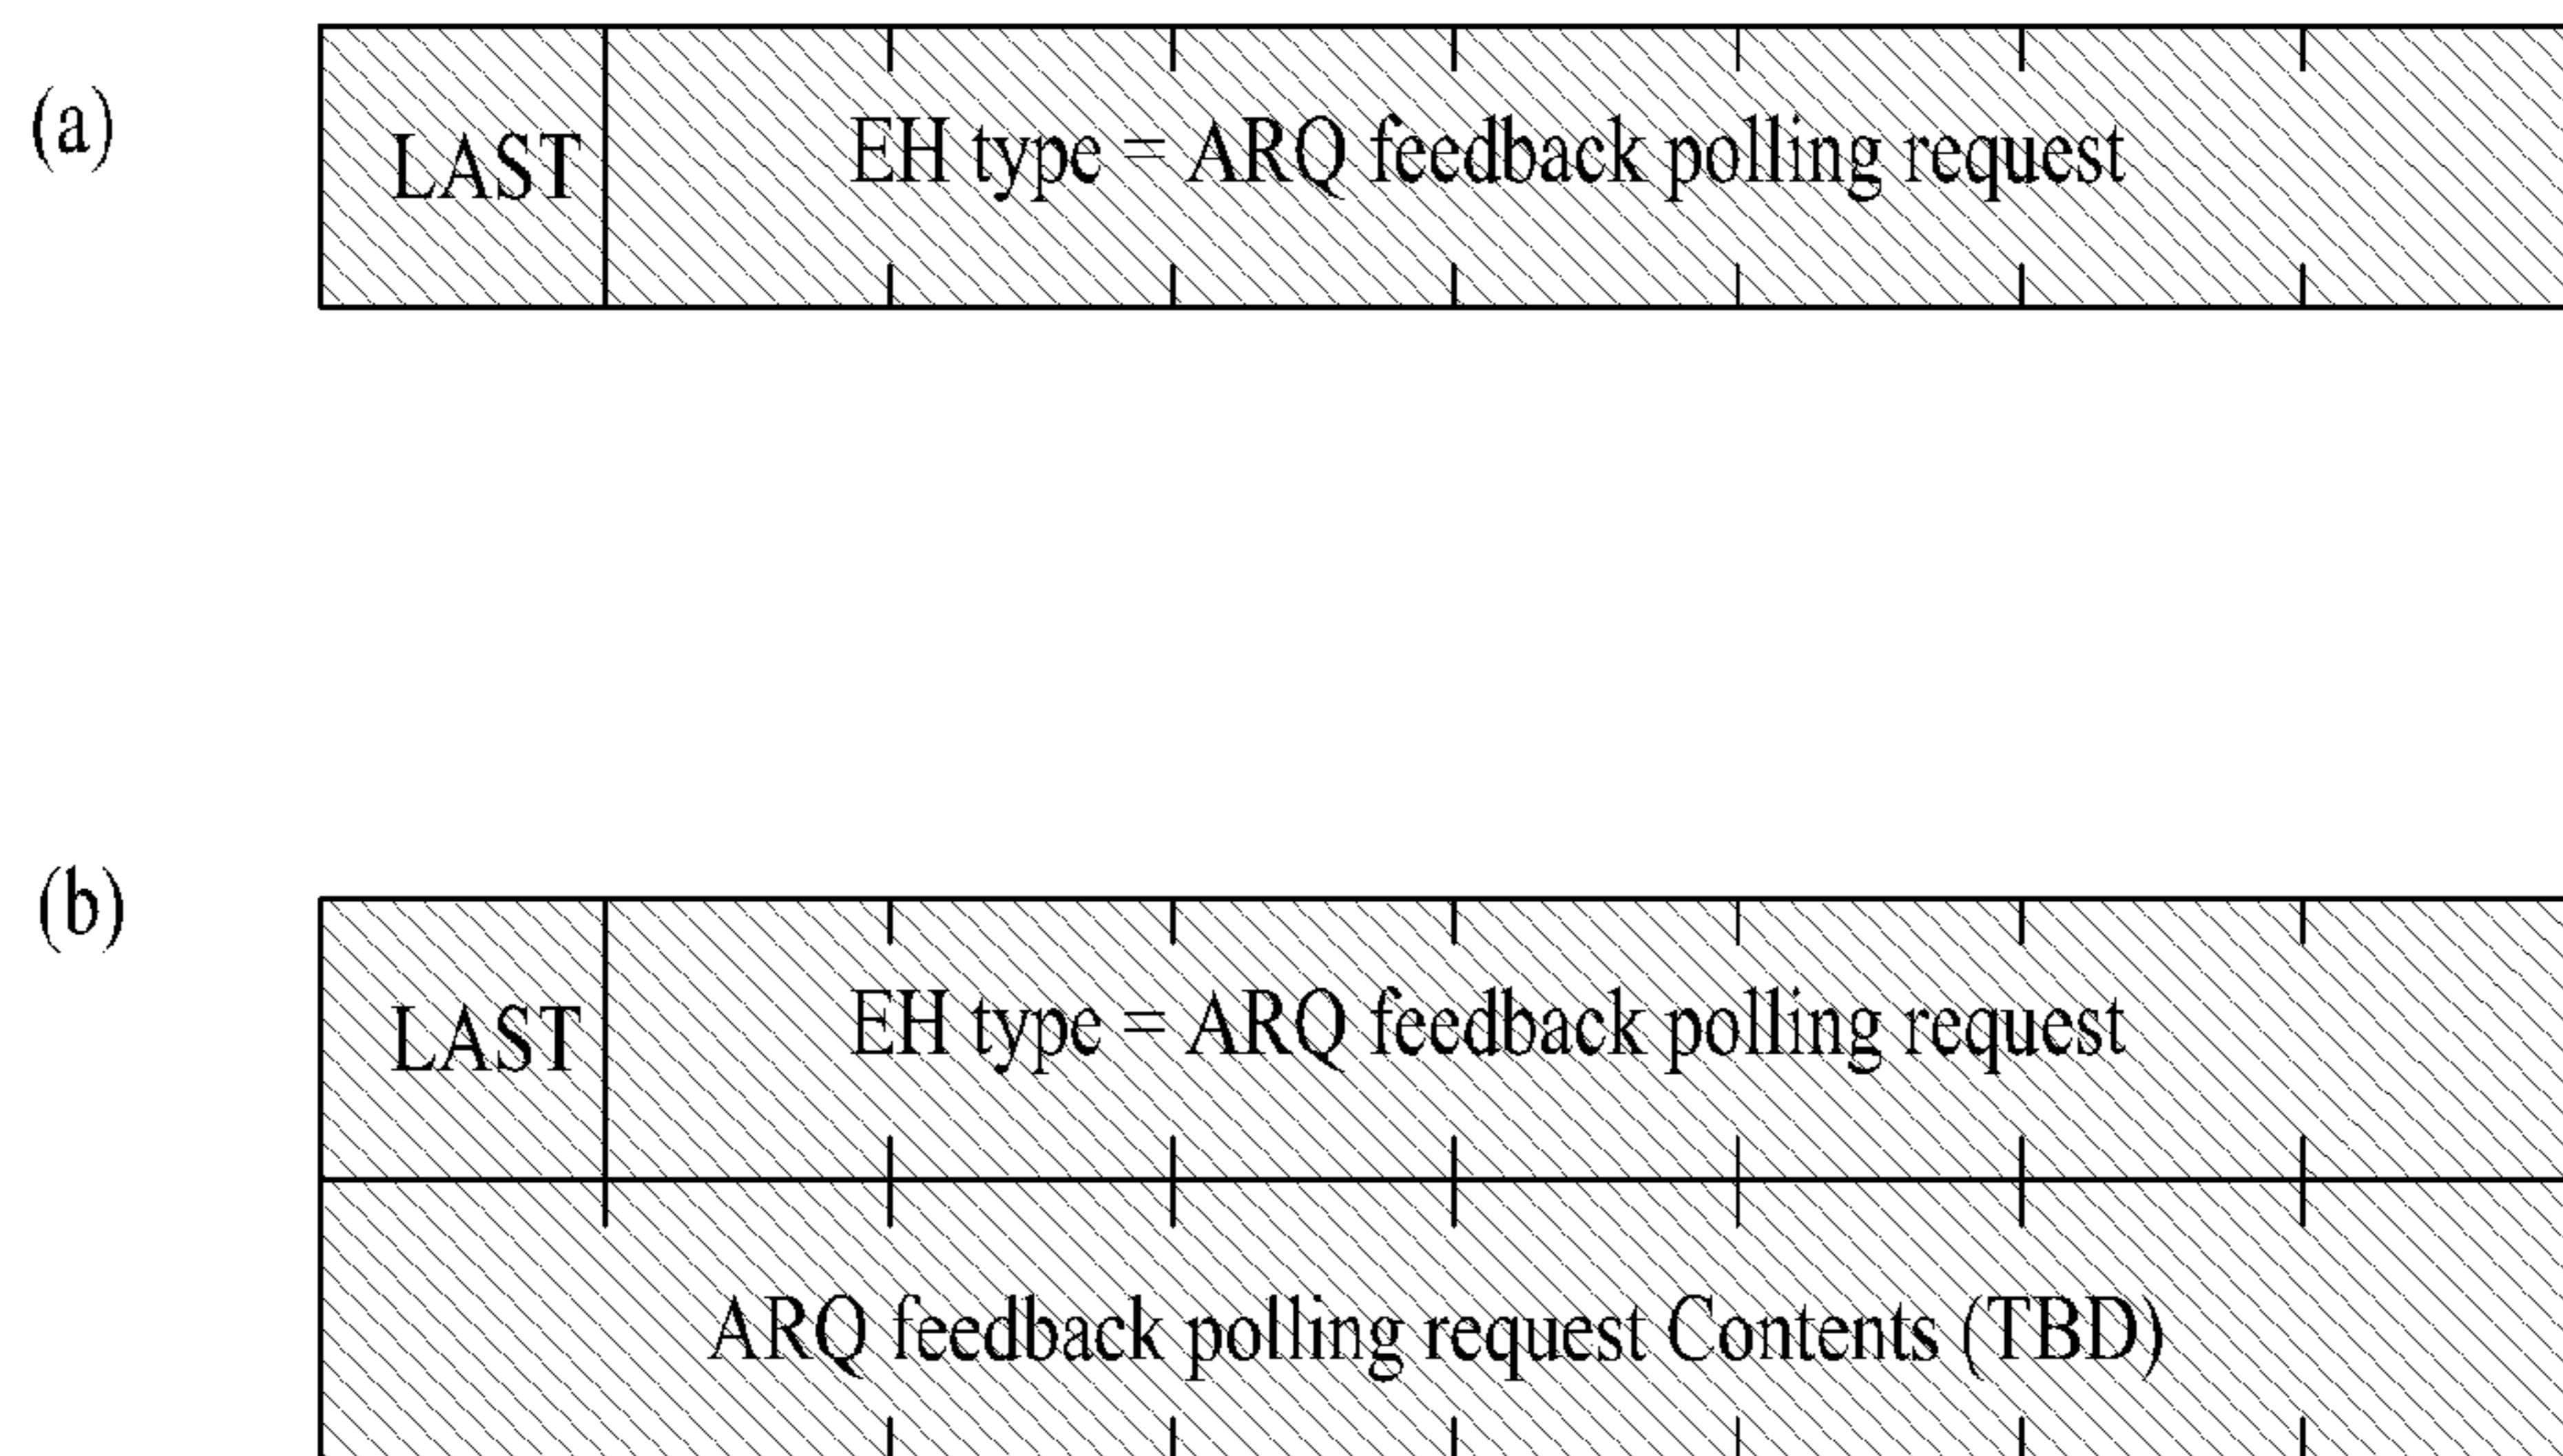 (a)
LAST
EH type = ARQ feedback polling request
(b)
LAST
EH type = ARQ feedback polling request
ARQ feedback polling request Contents (TBD)